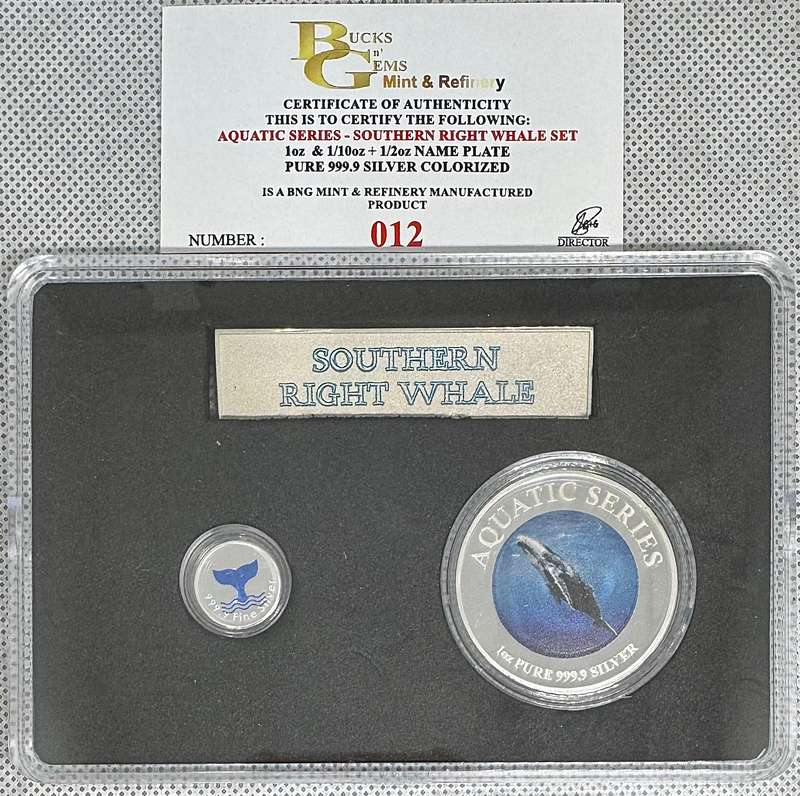 BUCKS
n'
GEMS
Mint & Refinery
CERTIFICATE OF AUTHENTICITY
THIS IS TO CERTIFY THE FOLLOWING:
AQUATIC SERIES - SOUTHERN RIGHT WHALE SET
1oz & 1/10oz + 1/2oz NAME PLATE
PURE 999.9 SILVER COLORIZED
IS A BNG MINT & REFINERY MANUFACTURED
PRODUCT
NUMBER : 012
DIRECTOR
SOUTHERN
RIGHT WHALE
AQUATIC SERIES
1oz PURE 999.9 SILVER
999.9 Fine Silver